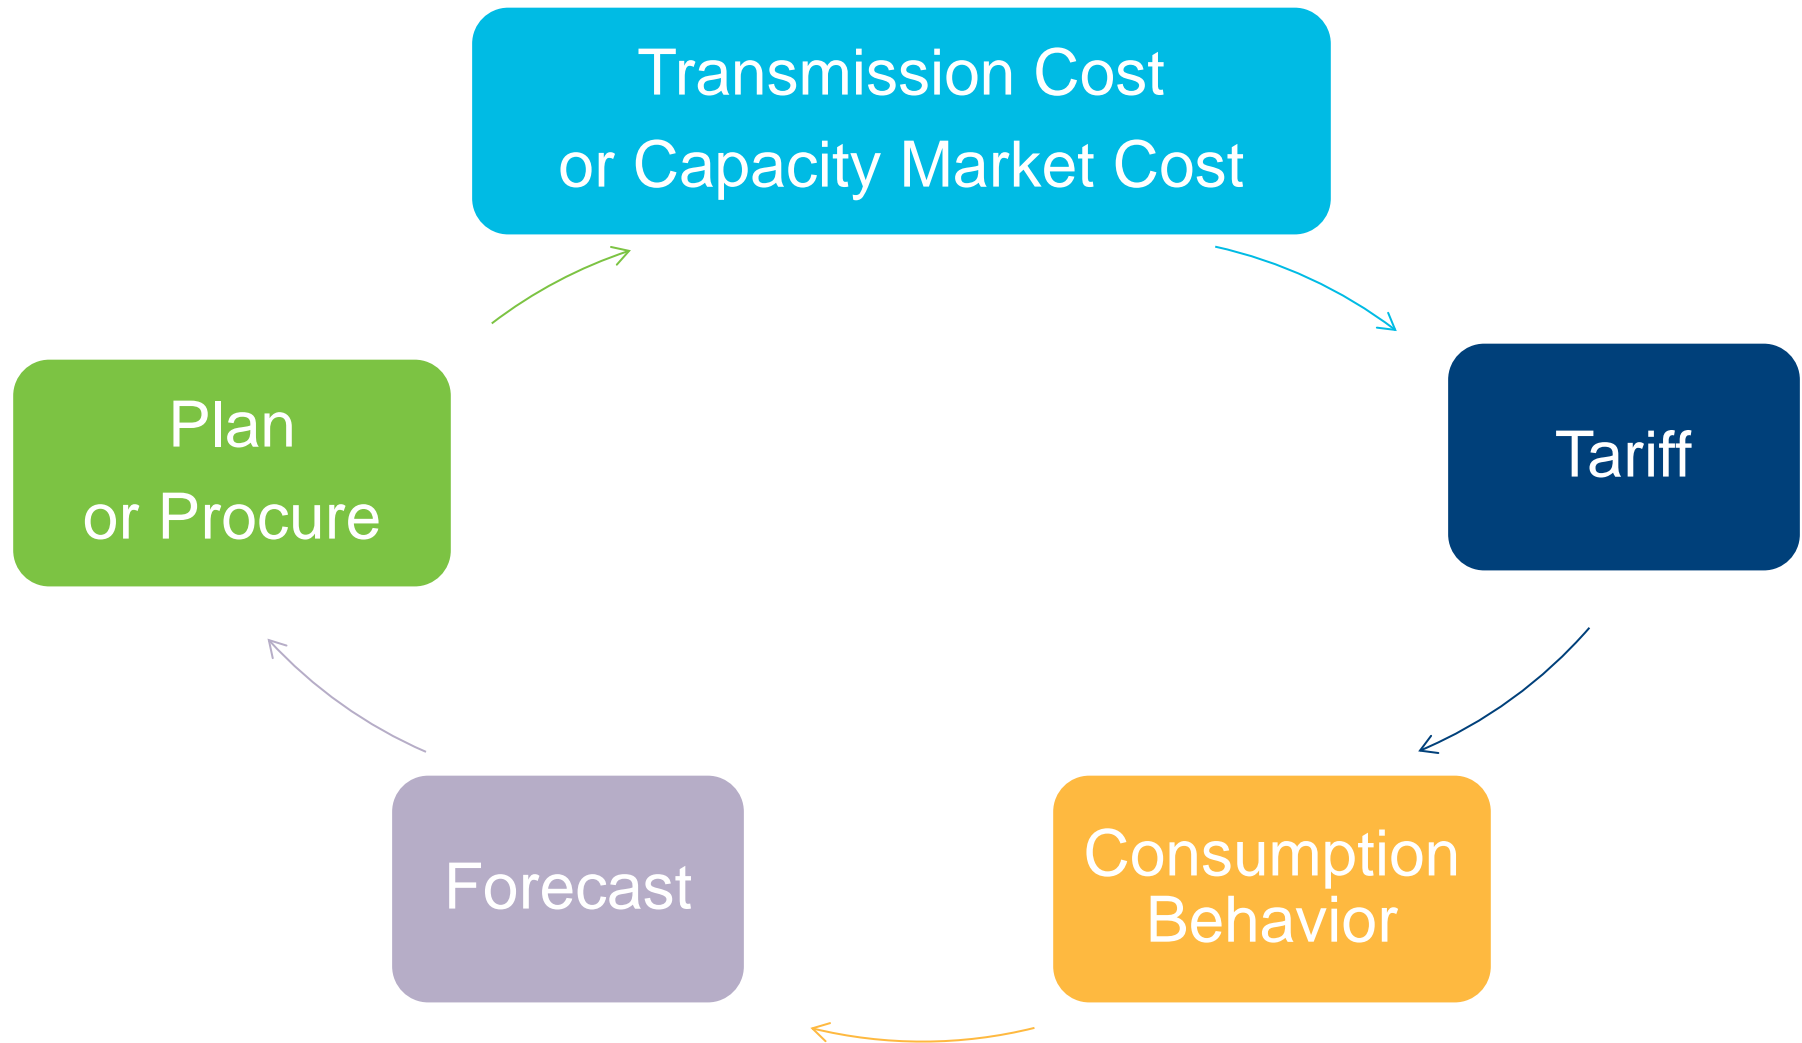 Transmission Cost
or Capacity Market Cost
Tariff
Consumption
Behavior
Forecast
Plan
or Procure